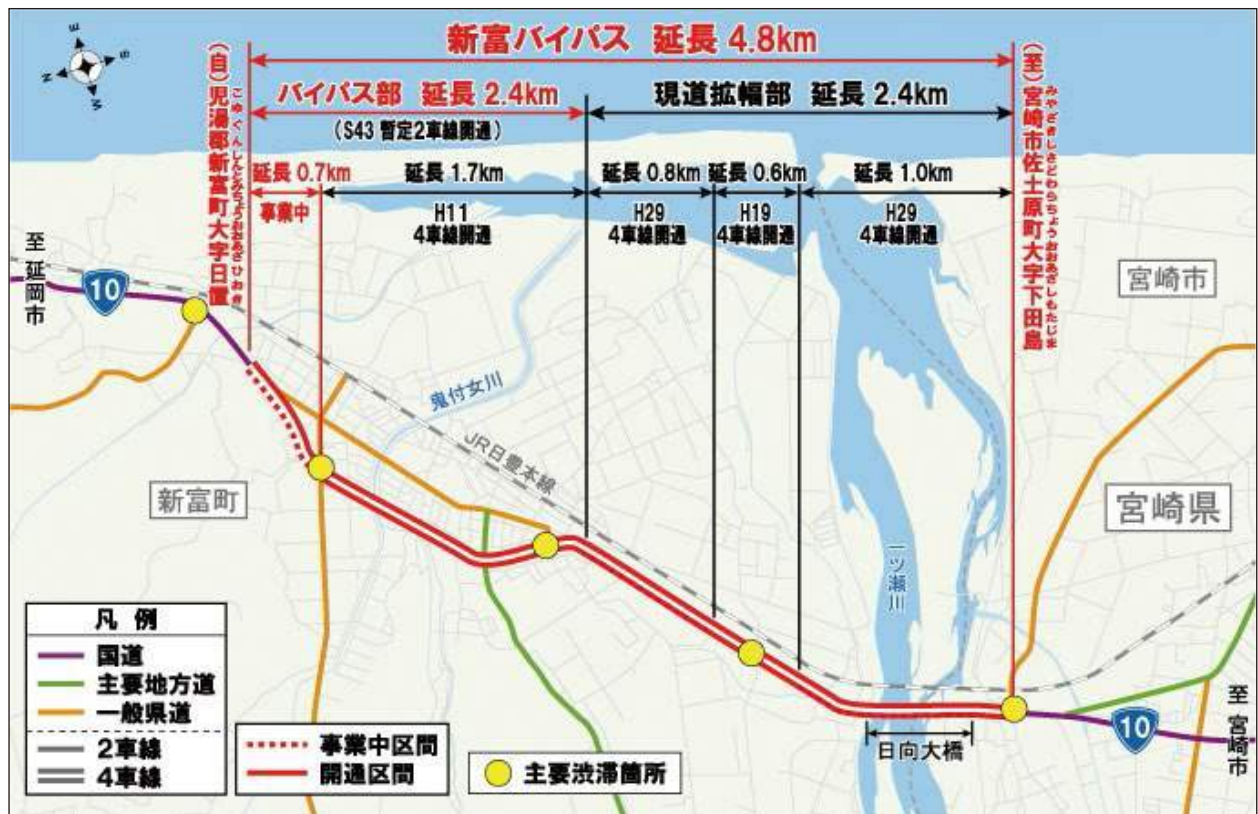 新富バイパス 延長 4.8km
バイパス部 延長 2.4km
(S43 暫定2車線開通)
現道拡幅部 延長 2.4km
延長 0.7km
事業中
延長 1.7km
H11
4車線開通
延長 0.8km
H29
4車線開通
延長 0.6km
H19
4車線開通
延長 1.0km
H29
4車線開通
(自)児湯郡新富町大字日置
こゆぐんしんとみちょうおおあざひおき
(至)宮崎市佐土原町大字下田島
みやざきしさどわらちょうおおあざしもたじま
N
E
S
W
至 延岡市
10
新富町
鬼付女川
JR日豊本線
一ツ瀬川
宮崎市
宮崎県
日向大橋
10
至 宮崎市
凡 例
国道
主要地方道
一般県道
2車線
4車線
事業中区間
開通区間
主要渋滞箇所